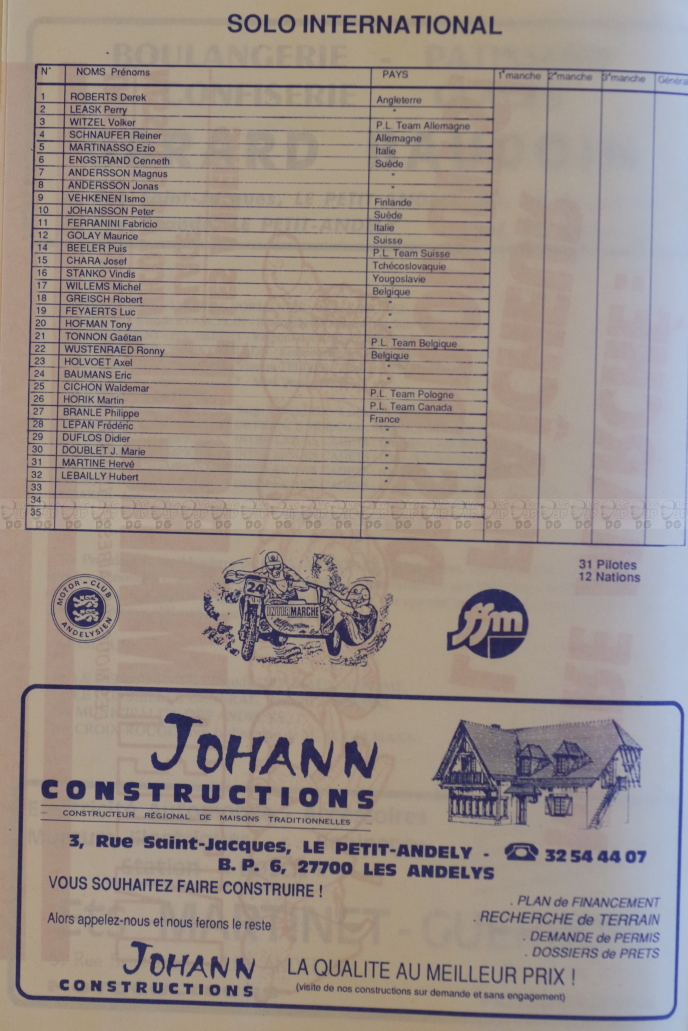 SOLO INTERNATIONAL
N° NOMS Prénoms PAYS 1°manche 2°manche 3°manche Généra
1 ROBERTS Derek Angleterre
2 LEASK Perry "
3 WITZEL Volker P.L. Team Allemagne
4 SCHNAUFER Reiner Allemagne
5 MARTINASSO Ezio Italie
6 ENGSTRAND Cenneth Suède
7 ANDERSSON Magnus "
8 ANDERSSON Jonas "
9 VEHKENEN Ismo Finlande
10 JOHANSSON Peter Suède
11 FERRANINI Fabricio Italie
12 GOLAY Maurice Suisse
14 BEELER Puis P.L. Team Suisse
15 CHARA Josef Tchécoslovaquie
16 STANKO Vindis Yougoslavie
17 WILLEMS Michel Belgique
18 GREISCH Robert "
19 FEYAERTS Luc "
20 HOFMAN Tony "
21 TONNON Gaëtan P.L. Team Belgique
22 WUSTENRAED Ronny Belgique
23 HOLVOET Axel "
24 BAUMANS Eric "
25 CICHON Waldemar P.L. Team Pologne
26 HORIK Martin P.L. Team Canada
27 BRANLE Philippe France
28 LEPAN Frédéric "
29 DUFLOS Didier "
30 DOUBLET J. Marie "
31 MARTINE Hervé "
32 LEBAILLY Hubert "
33
34
35
31 Pilotes
12 Nations
MOTOR-CLUB
ANDELYSIEN
24
MARCHE
ffm
JOHANN
CONSTRUCTIONS
CONSTRUCTEUR RÉGIONAL DE MAISONS TRADITIONNELLES
3, Rue Saint-Jacques, LE PETIT-ANDELY - ☎ 32 54 44 07
B. P. 6, 27700 LES ANDELYS
VOUS SOUHAITEZ FAIRE CONSTRUIRE !
Alors appelez-nous et nous ferons le reste
. PLAN de FINANCEMENT
. RECHERCHE de TERRAIN
. DEMANDE de PERMIS
. DOSSIERS de PRETS
JOHANN
CONSTRUCTIONS
LA QUALITE AU MEILLEUR PRIX !
(visite de nos constructions sur demande et sans engagement)